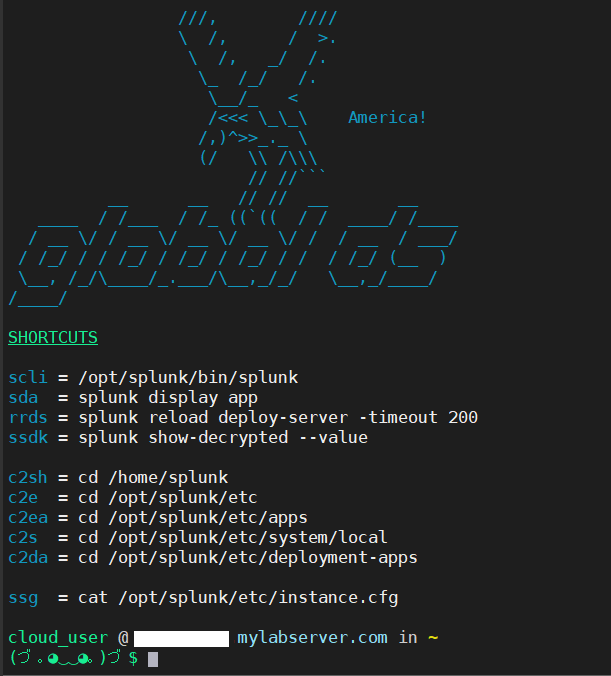 America!
global ots
SHORTCUTS
scli = /opt/splunk/bin/splunk
sda = splunk display app
rrds = splunk reload deploy-server -timeout 200
ssdk = splunk show-decrypted --value
c2sh = cd /home/splunk
c2e = cd /opt/splunk/etc
c2ea = cd /opt/splunk/etc/apps
c2s = cd /opt/splunk/etc/system/local
c2da = cd /opt/splunk/etc/deployment-apps
ssg = cat /opt/splunk/etc/instance.cfg
cloud_user @ mylabserver.com in ~
(づ｡◕‿‿◕｡)づ $